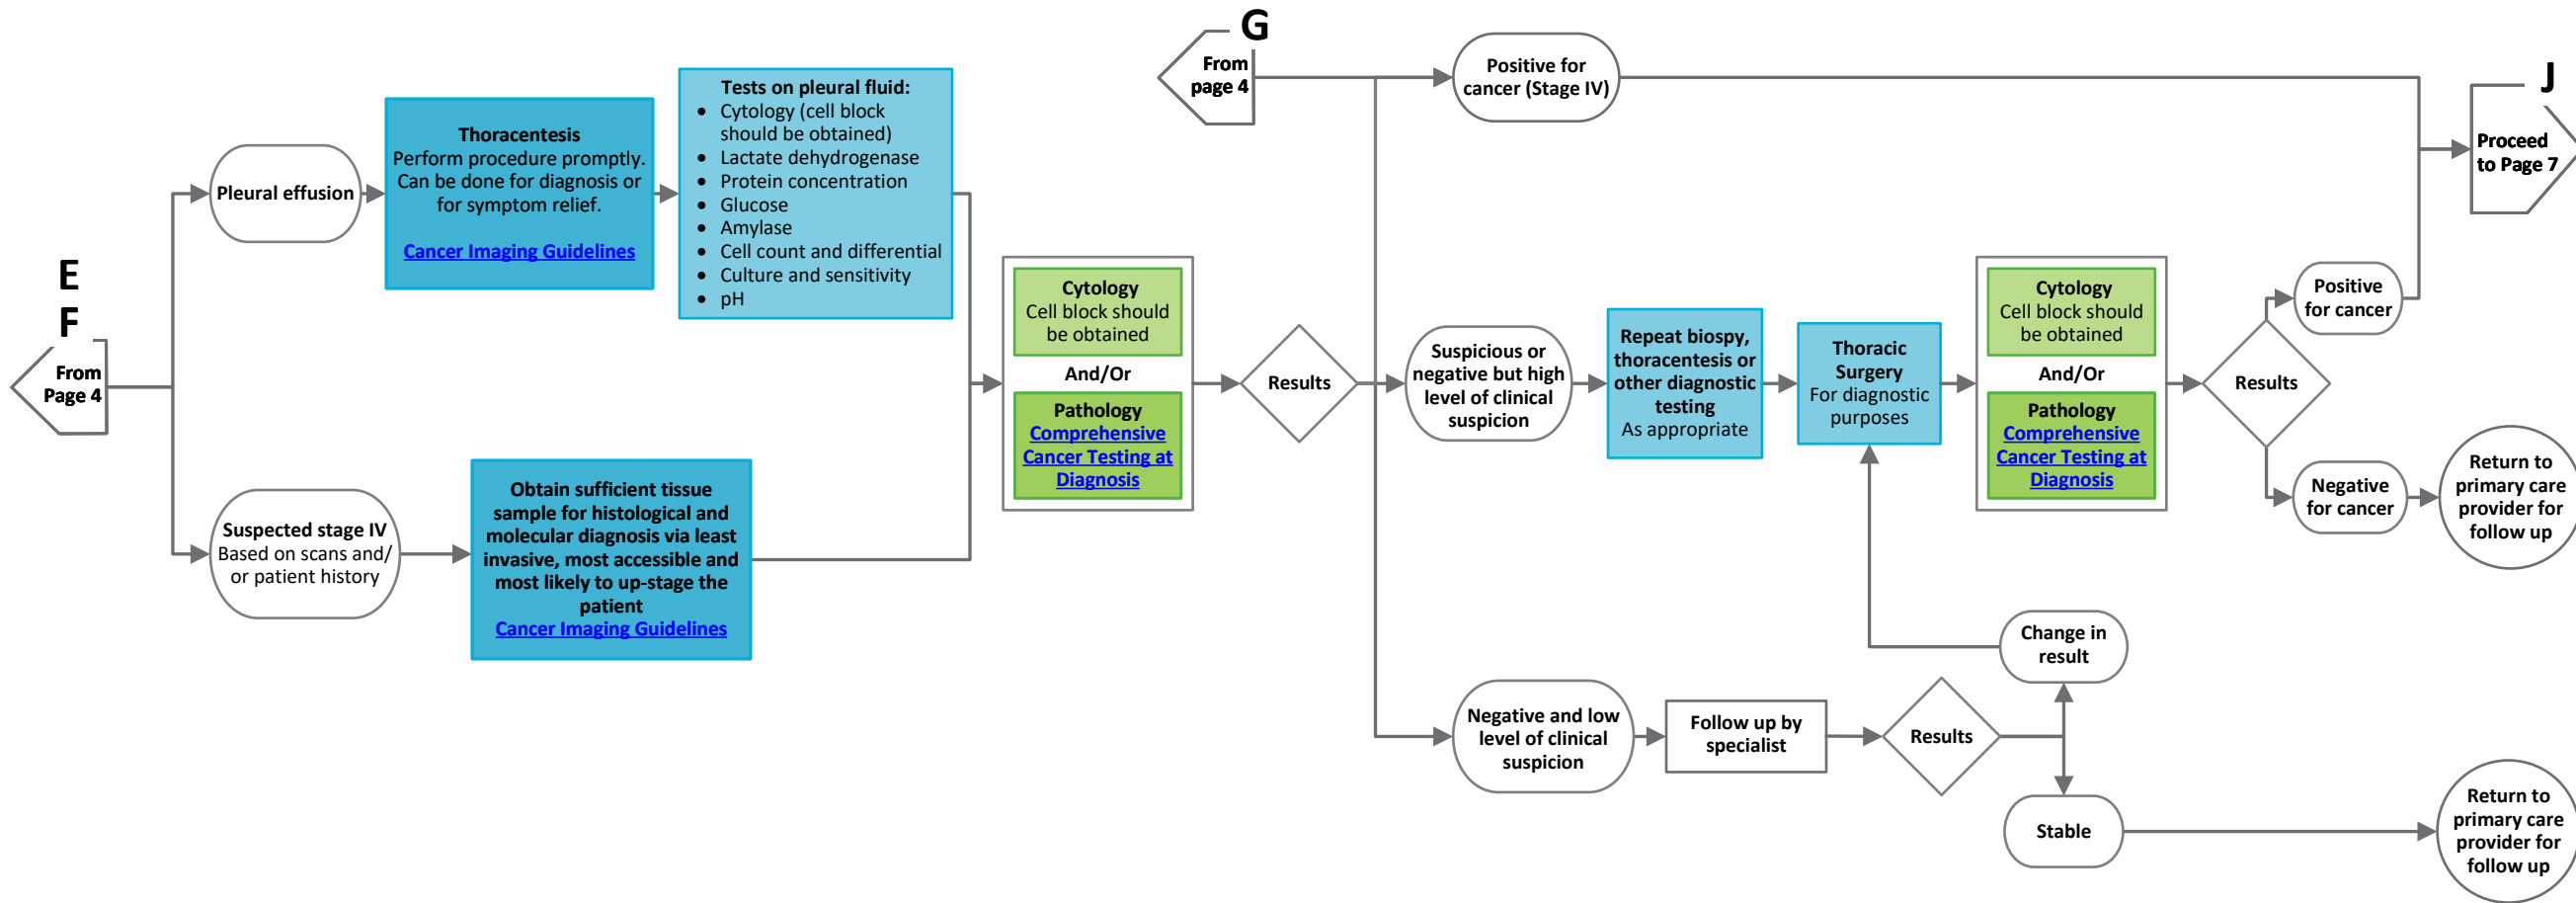 E
F
From
Page 4
Pleural effusion
Thoracentesis
Perform procedure promptly.
Can be done for diagnosis or
for symptom relief.
Cancer Imaging Guidelines
Tests on pleural fluid:
• Cytology (cell block
should be obtained)
• Lactate dehydrogenase
• Protein concentration
• Glucose
• Amylase
• Cell count and differential
• Culture and sensitivity
• pH
Suspected stage IV
Based on scans and/
or patient history
Obtain sufficient tissue
sample for histological and
molecular diagnosis via least
invasive, most accessible and
most likely to up-stage the
patient
Cancer Imaging Guidelines
Cytology
Cell block should
be obtained
And/Or
Pathology
Comprehensive
Cancer Testing at
Diagnosis
Results
G
From
page 4
Positive for
cancer (Stage IV)
Suspicious or
negative but high
level of clinical
suspicion
Repeat biospy,
thoracentesis or
other diagnostic
testing
As appropriate
Thoracic
Surgery
For diagnostic
purposes
Cytology
Cell block should
be obtained
And/Or
Pathology
Comprehensive
Cancer Testing at
Diagnosis
Results
Positive
for cancer
Negative
for cancer
J
Proceed
to Page 7
Return to
primary care
provider for
follow up
Negative and low
level of clinical
suspicion
Follow up by
specialist
Results
Change in
result
Stable
Return to
primary care
provider for
follow up